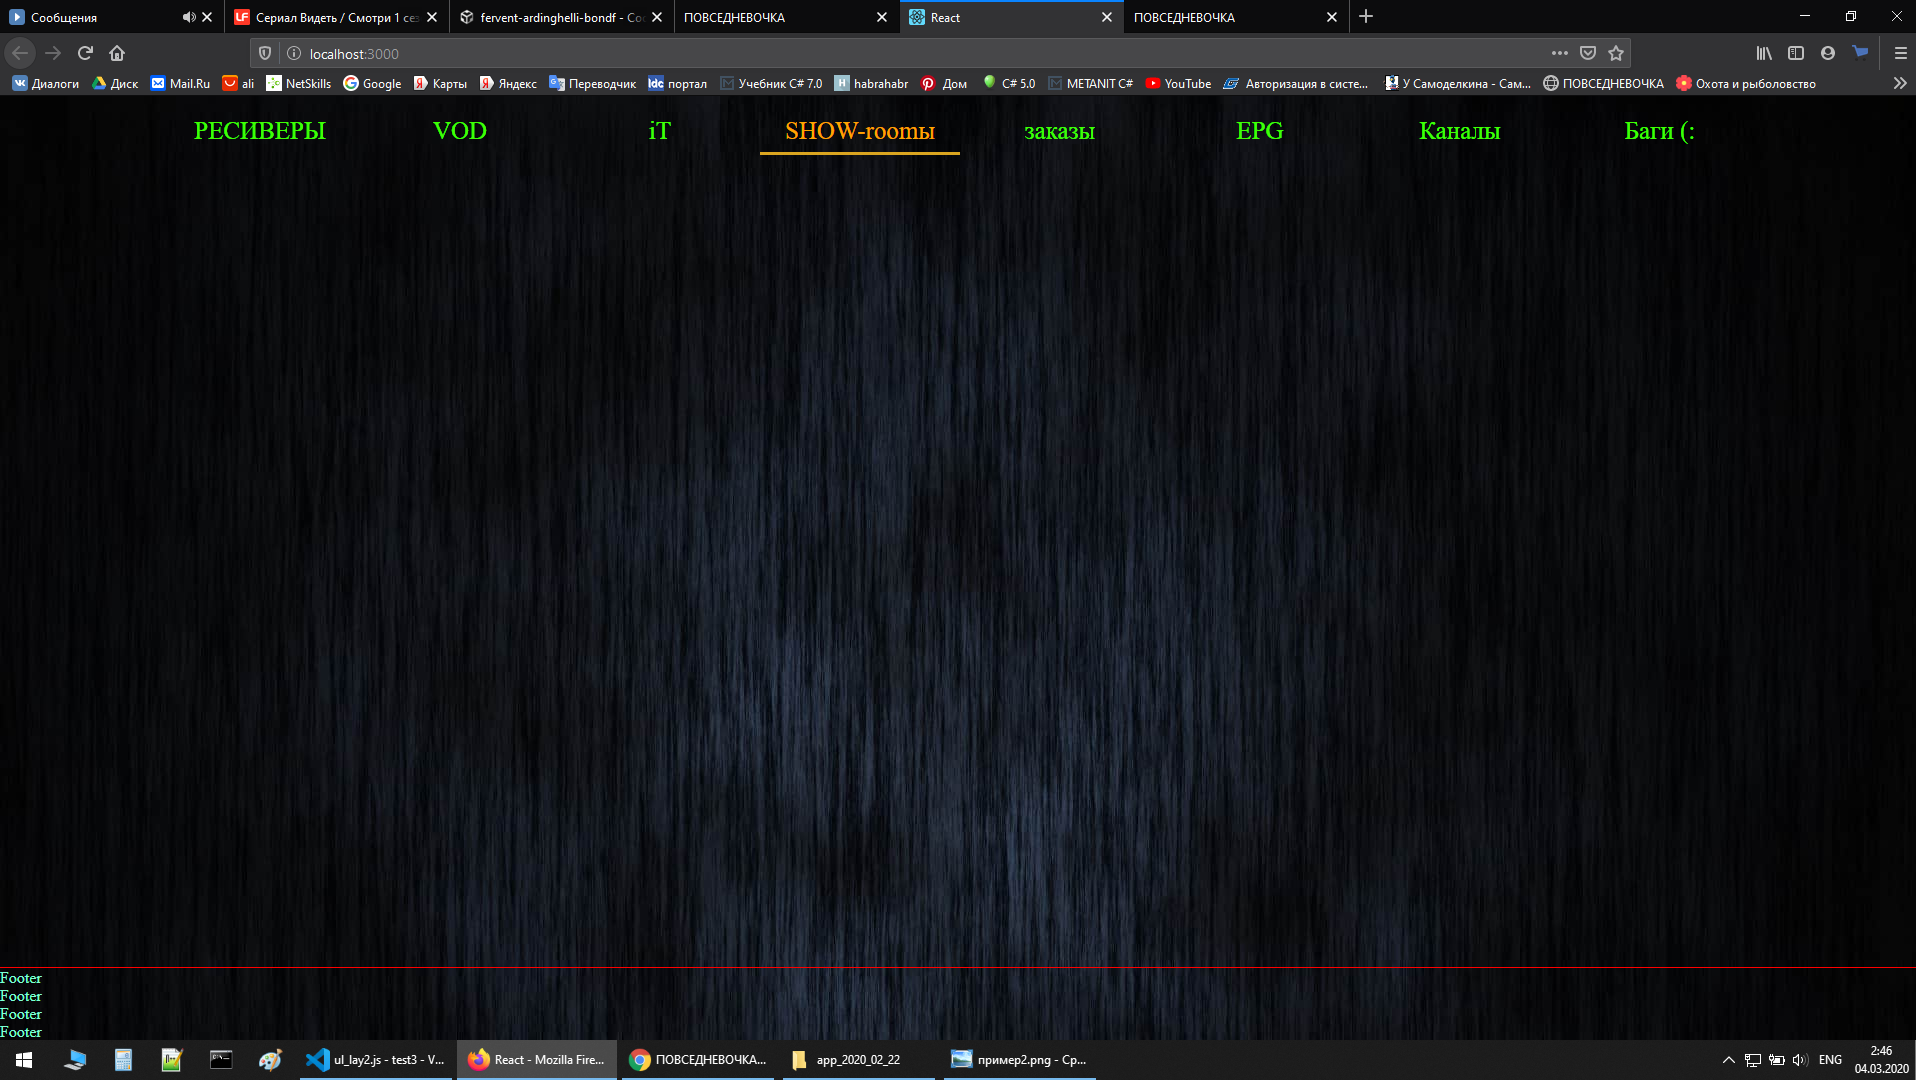 Сообщения
Сериал Видеть / Смотри 1 сез
fervent-ardinghelli-bondf - Co
ПОВСЕДНЕВОЧКА
React
ПОВСЕДНЕВОЧКА
localhost:3000
Диалоги Диск Mail.Ru ali NetSkills Google Карты Яндекс Переводчик idc портал Учебник C# 7.0 habrahabr Дом C# 5.0 METANIT C# YouTube Авторизация в систе... У Самоделкина - Сам... ПОВСЕДНЕВОЧКА Охота и рыболовство
РЕСИВЕРЫ VOD iT SHOW-roomы заказы EPG Каналы Баги (:
Footer
Footer
Footer
Footer
ul_lay2.js - test3 - V...
React - Mozilla Fire...
ПОВСЕДНЕВОЧКА...
app_2020_02_22
пример2.png - Ср...
ENG
2:46
04.03.2020